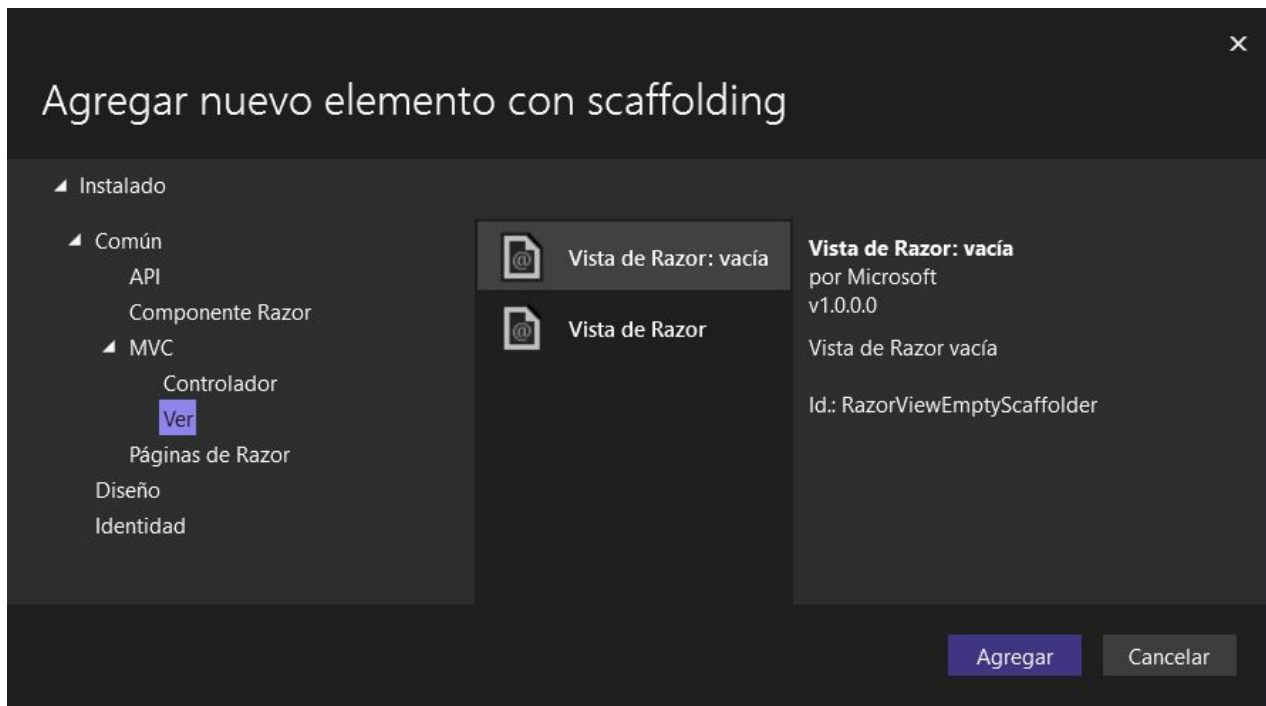 Agregar nuevo elemento con scaffolding
Instalado
Común
API
Componente Razor
MVC
Controlador
Ver
Páginas de Razor
Diseño
Identidad
Vista de Razor: vacía
Vista de Razor
Vista de Razor: vacía
por Microsoft
v1.0.0.0
Vista de Razor vacía
Id.: RazorViewEmptyScaffolder
Agregar
Cancelar